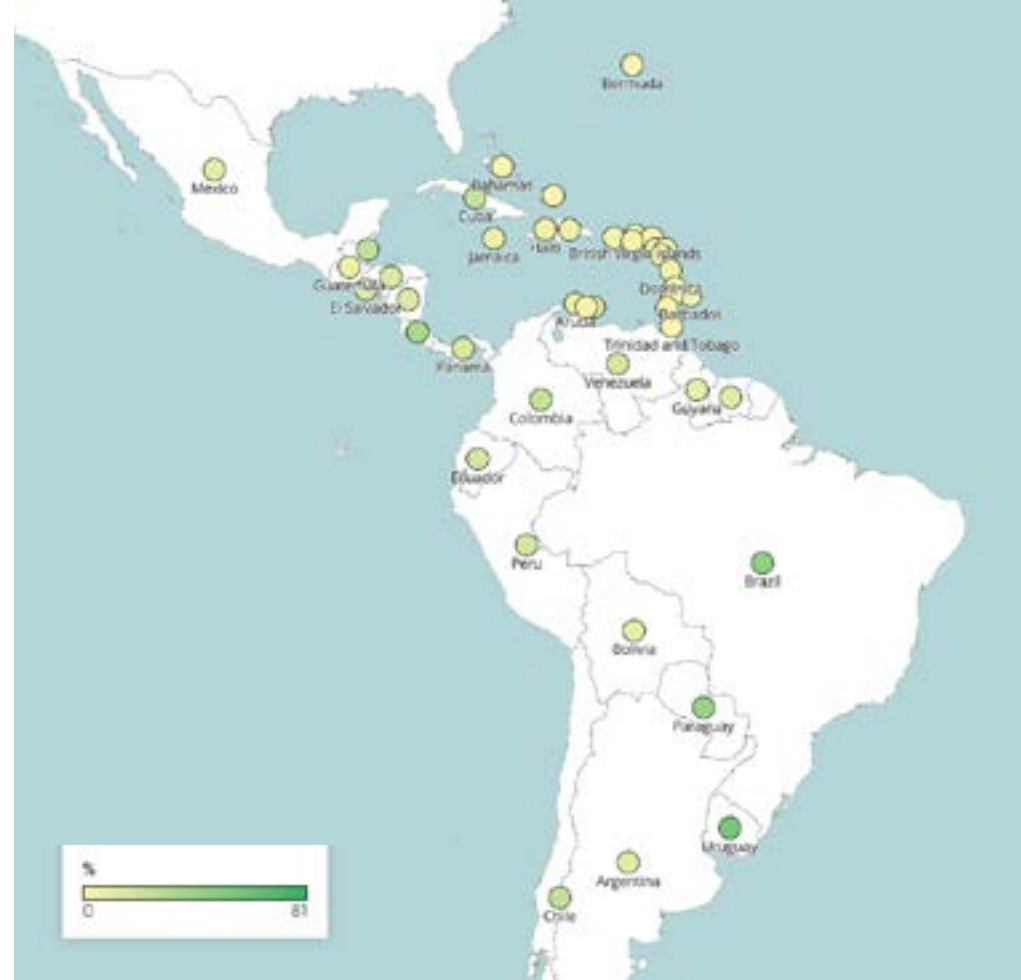 Bermuda
Mexico
Bahamas
Cuba
Jamaica
Haiti
British Virgin Islands
Guatemala
Dominica
El Salvador
Aruba
Barbados
Trinidad and Tobago
Panama
Venezuela
Guyana
Colombia
Ecuador
Peru
Brazil
Bolivia
Paraguay
Uruguay
Argentina
Chile
%
0
81